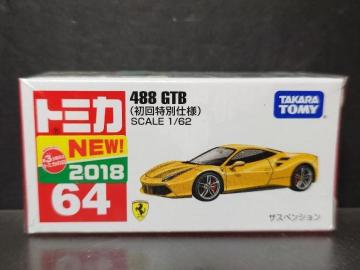 トミカ
488 GTB
(初回特別仕様)
SCALE 1/62
TAKARA
TOMY
NEW!
2018
64
サスペンション